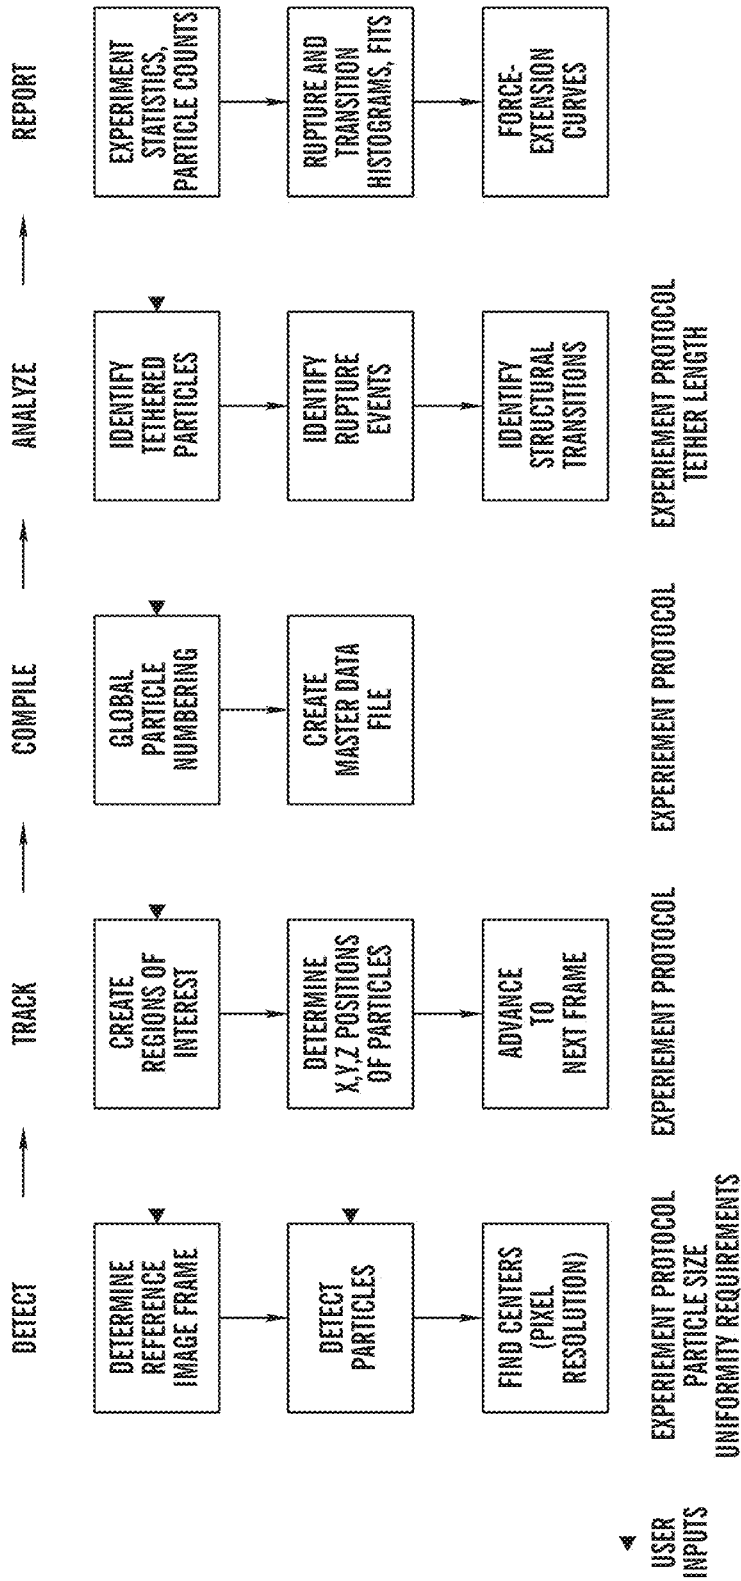 DETECT
DETERMINE
REFERENCE
IMAGE FRAME
DETECT
PARTICLES
FIND CENTERS
(PIXEL
RESOLUTION)
EXPERIEMENT PROTOCOL
PARTICLE SIZE
UNIFORMITY REQUIREMENTS
TRACK
CREATE
REGIONS OF
INTEREST
DETERMINE
X,Y,Z POSITIONS
OF PARTICLES
ADVANCE
TO
NEXT FRAME
EXPERIEMENT PROTOCOL
COMPILE
GLOBAL
PARTICLE
NUMBERING
CREATE
MASTER DATA
FILE
EXPERIEMENT PROTOCOL
ANALYZE
IDENTIFY
TETHERED
PARTICLES
IDENTIFY
RUPTURE
EVENTS
IDENTIFY
STRUCTURAL
TRANSITIONS
EXPERIEMENT PROTOCOL
TETHER LENGTH
REPORT
EXPERIMENT
STATISTICS,
PARTICLE COUNTS
RUPTURE AND
TRANSITION
HISTOGRAMS, FITS
FORCE-
EXTENSION
CURVES
USER
INPUTS